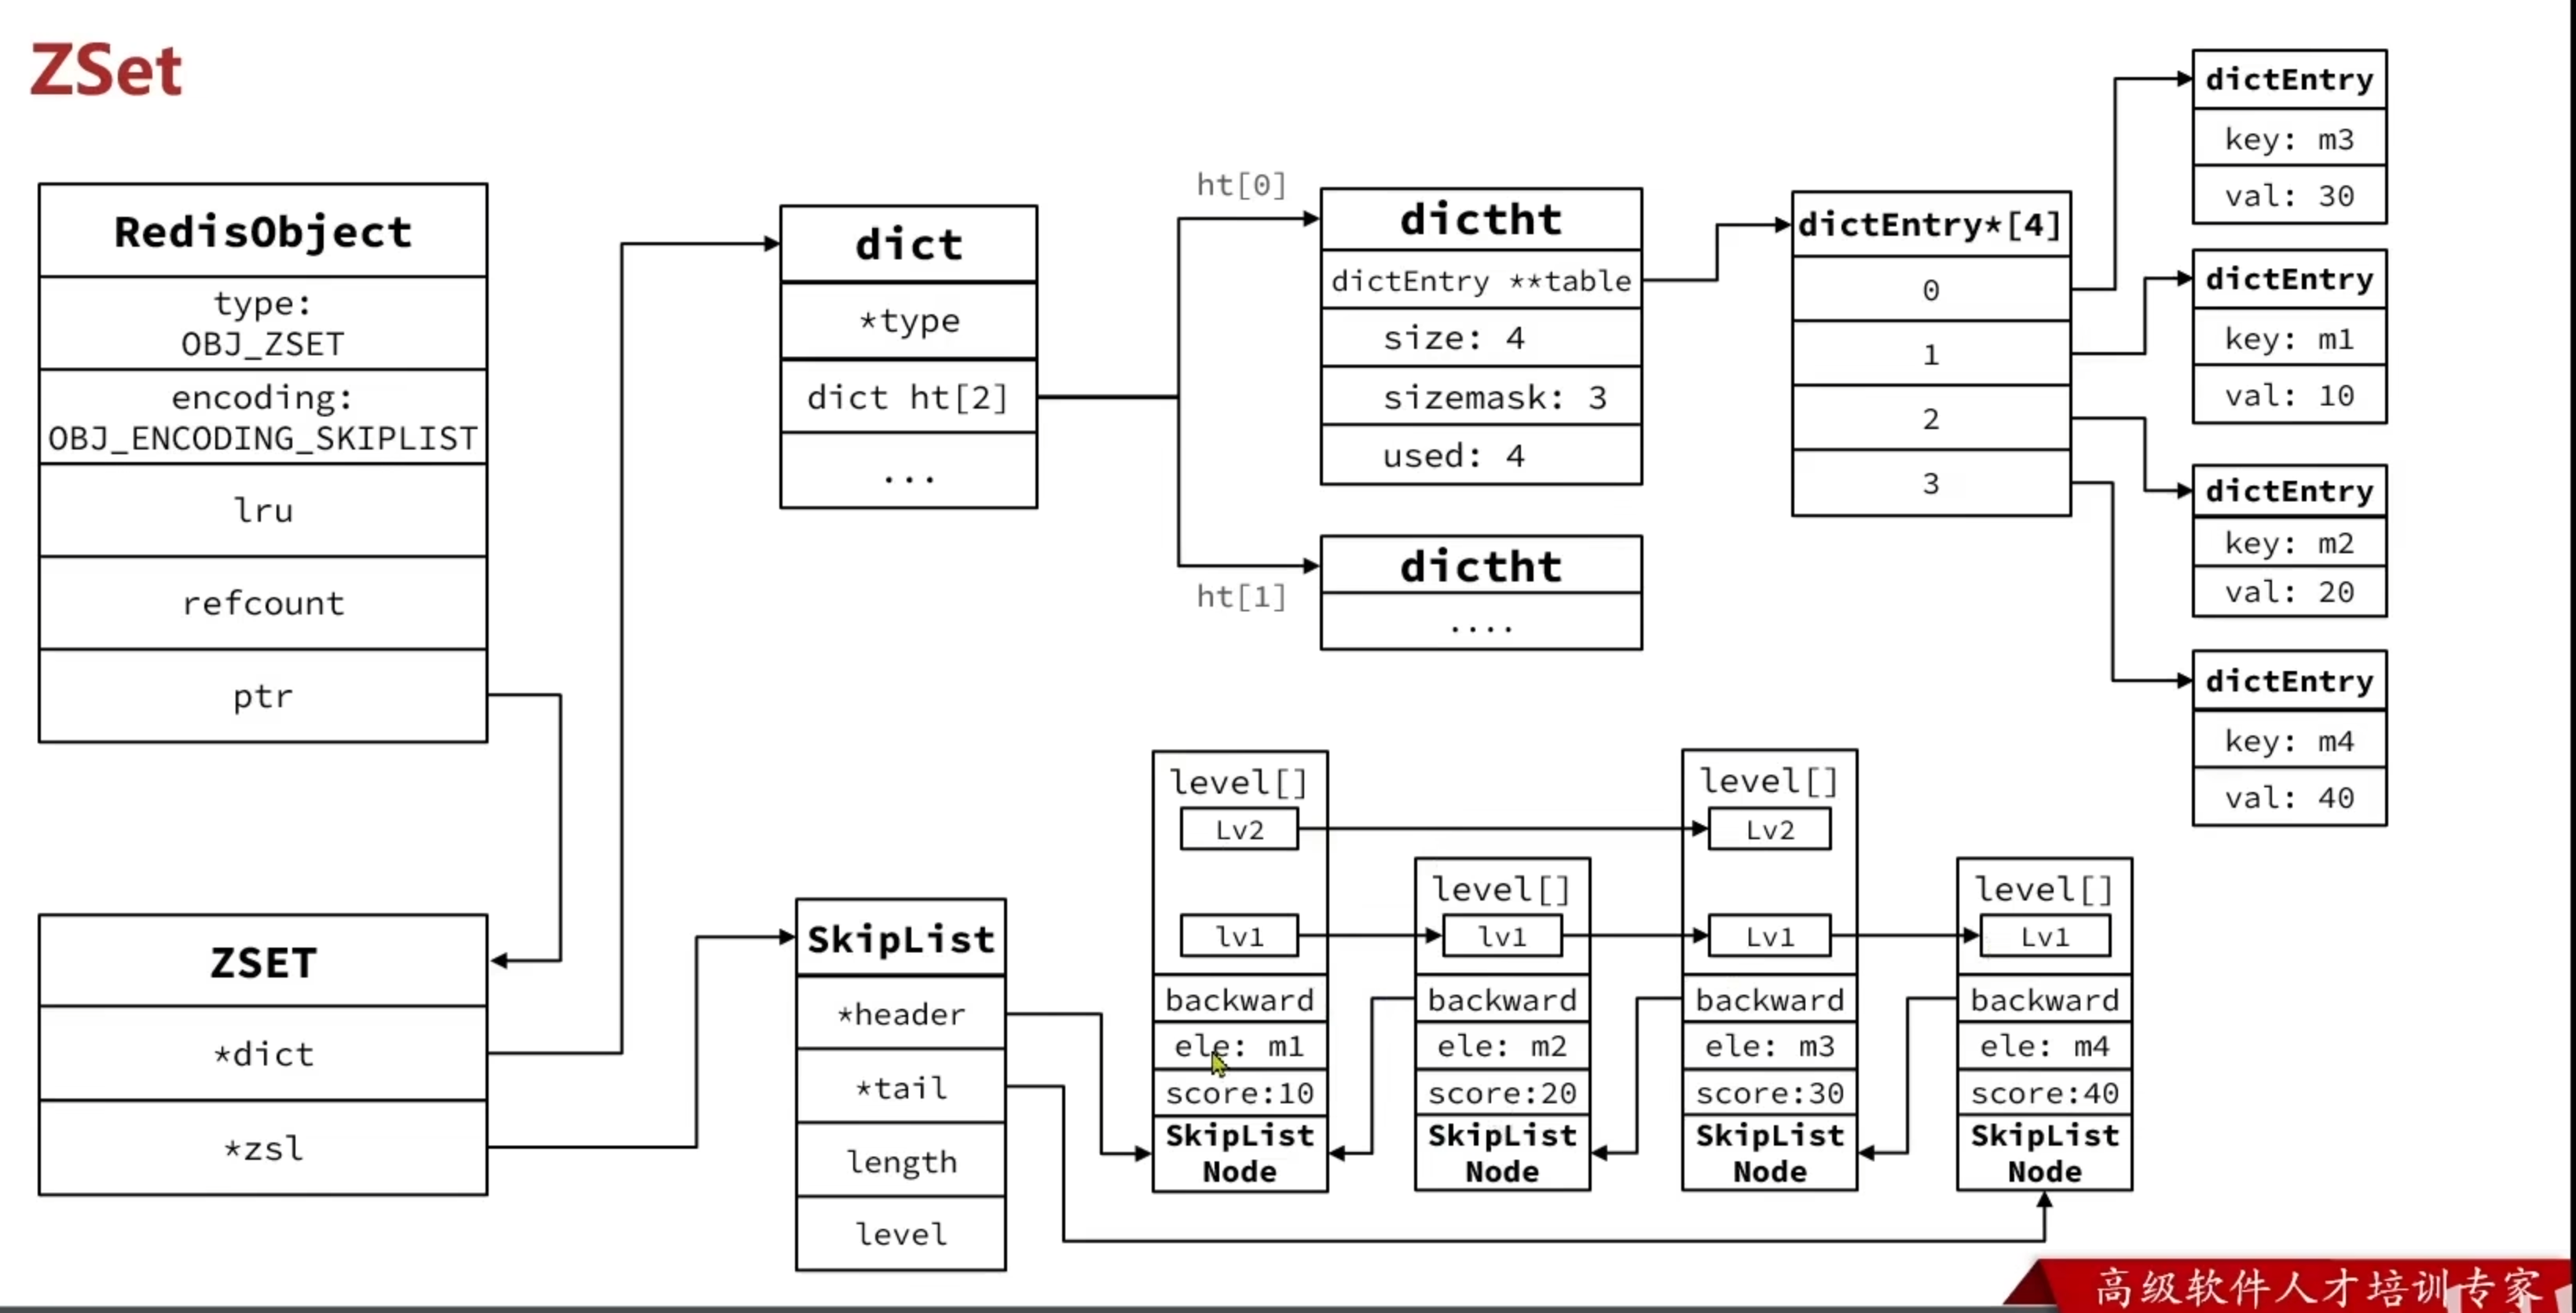 ZSet
RedisObject
type:
OBJ_ZSET
encoding:
OBJ_ENCODING_SKIPLIST
lru
refcount
ptr
ZSET
*dict
*zsl
dict
*type
dict ht[2]
...
ht[0]
dictht
dictEntry **table
size: 4
sizemask: 3
used: 4
ht[1]
dictht
....
dictEntry*[4]
0
1
2
3
dictEntry
key: m3
val: 30
dictEntry
key: m1
val: 10
dictEntry
key: m2
val: 20
dictEntry
key: m4
val: 40
SkipList
*header
*tail
length
level
level[]
Lv2
lv1
backward
ele: m1
score:10
SkipList
Node
level[]
lv1
backward
ele: m2
score:20
SkipList
Node
level[]
Lv2
Lv1
backward
ele: m3
score:30
SkipList
Node
level[]
Lv1
backward
ele: m4
score:40
SkipList
Node
高级软件人才培训专家